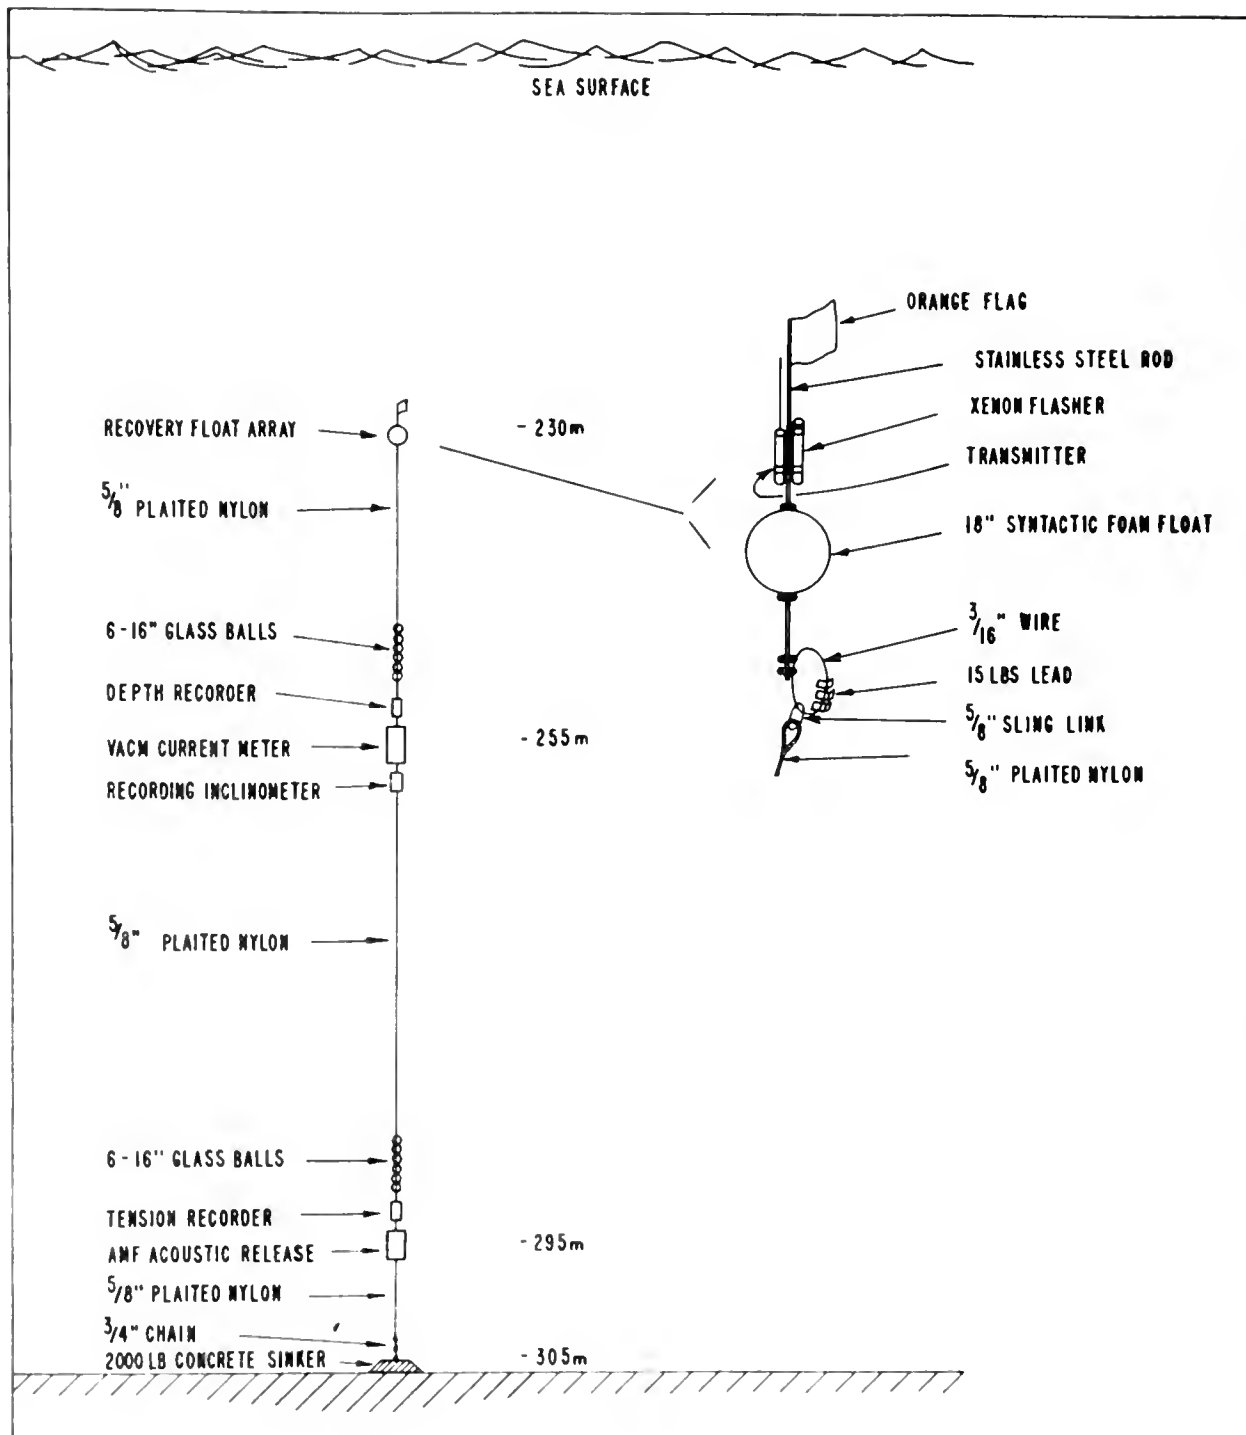 SEA SURFACE
RECOVERY FLOAT ARRAY
5/8" PLAITED NYLON
6-16" GLASS BALLS
DEPTH RECORDER
VACM CURRENT METER
RECORDING INCLINOMETER
5/8" PLAITED NYLON
6-16" GLASS BALLS
TENSION RECORDER
AMF ACOUSTIC RELEASE
5/8" PLAITED NYLON
3/4" CHAIN
2000 LB CONCRETE SINKER
-230m
-255m
-295m
-305m
ORANGE FLAG
STAINLESS STEEL ROD
XENON FLASHER
TRANSMITTER
18" SYNTACTIC FOAM FLOAT
3/16" WIRE
15 LBS LEAD
5/8" SLING LINK
5/8" PLAITED NYLON